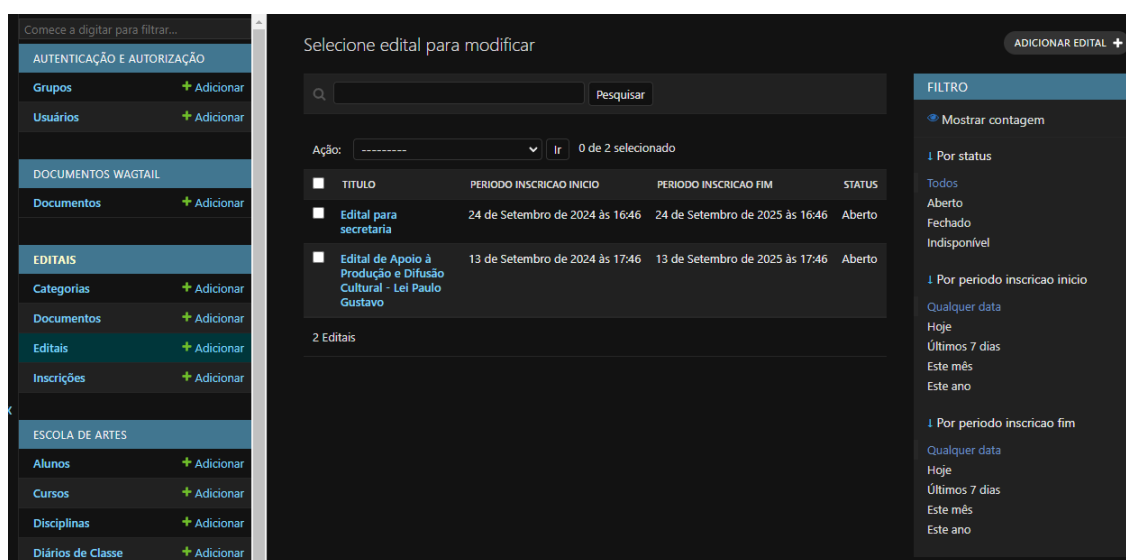 Comece a digitar para filtrar...
AUTENTICAÇÃO E AUTORIZAÇÃO
Grupos + Adicionar
Usuários + Adicionar
DOCUMENTOS WAGTAIL
Documentos + Adicionar
EDITAIS
Categorias + Adicionar
Documentos + Adicionar
Editais + Adicionar
Inscrições + Adicionar
ESCOLA DE ARTES
Alunos + Adicionar
Cursos + Adicionar
Disciplinas + Adicionar
Diários de Classe + Adicionar
Selecione edital para modificar
ADICIONAR EDITAL +
Pesquisar
Ação: --------- Ir 0 de 2 selecionado
TITULO PERIODO INSCRICAO INICIO PERIODO INSCRICAO FIM STATUS
Edital para 24 de Setembro de 2024 às 16:46 24 de Setembro de 2025 às 16:46 Aberto
secretaria
Edital de Apoio à 13 de Setembro de 2024 às 17:46 13 de Setembro de 2025 às 17:46 Aberto
Produção e Difusão
Cultural - Lei Paulo
Gustavo
2 Editais
FILTRO
Mostrar contagem
↓ Por status
Todos
Aberto
Fechado
Indisponível
↓ Por periodo inscricao inicio
Qualquer data
Hoje
Últimos 7 dias
Este mês
Este ano
↓ Por periodo inscricao fim
Qualquer data
Hoje
Últimos 7 dias
Este mês
Este ano